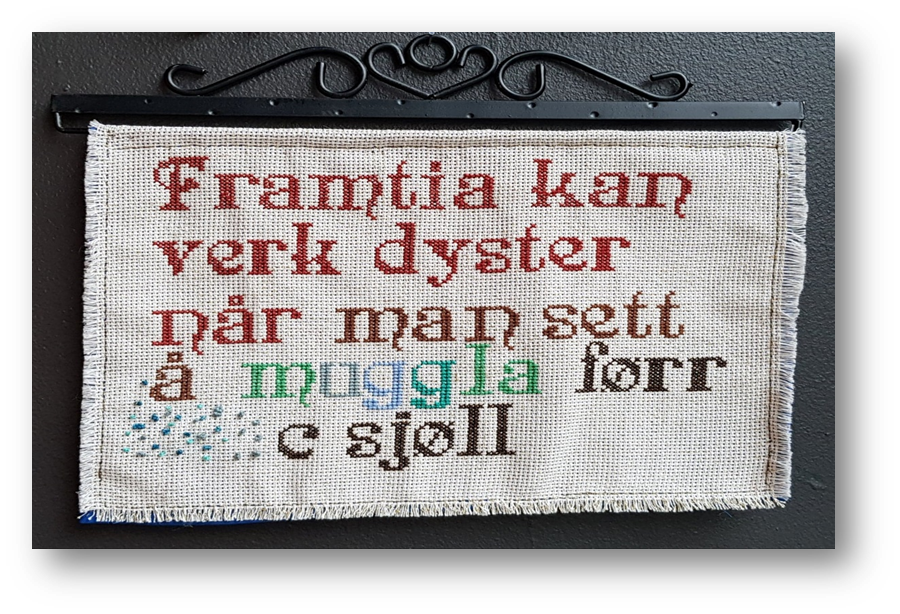 Framtia kan
verk dyster
når man sett
å muggla førr
c sjøll